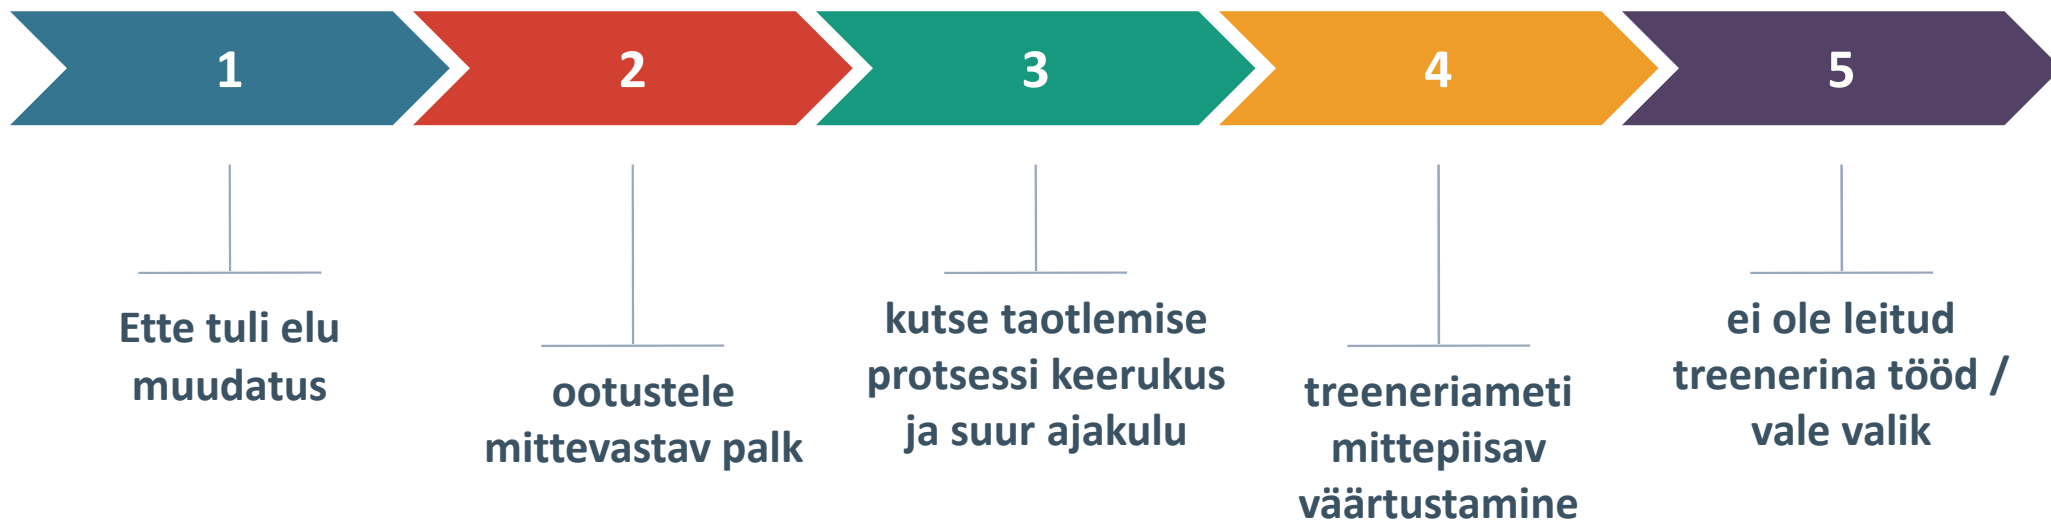 1
2
3
4
5
Ette tuli elu
muudatus
ootustele
mittevastav palk
kutse taotlemise
protsessi keerukus
ja suur ajakulu
treeneriameti
mittepiisav
väärtustamine
ei ole leitud
treenerina tööd /
vale valik